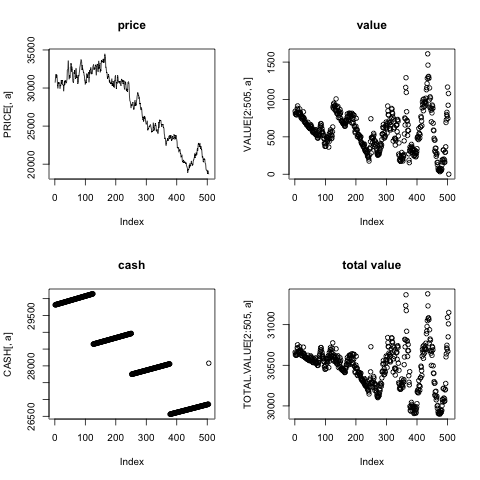 price
PRICE[, a]
20000 25000 30000 35000
0 100 200 300 400 500
Index
value
VALUE[2:505, a]
0 500 1000 1500
0 100 200 300 400 500
Index
cash
CASH[, a]
26500 28000 29500
0 100 200 300 400 500
Index
total value
TOTAL.VALUE[2:505, a]
30000 30500 31000
0 100 200 300 400 500
Index